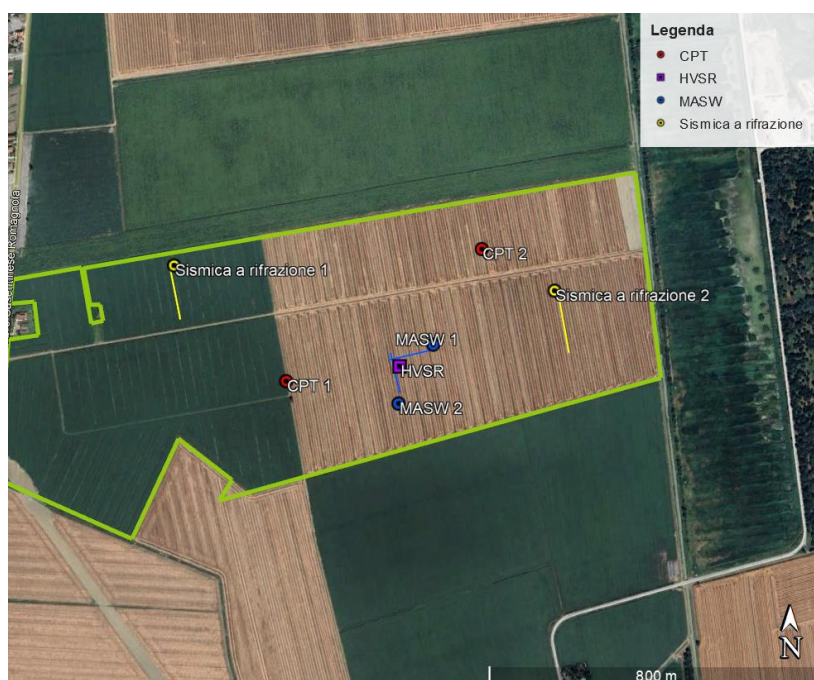 Legenda
CPT
HVSR
MASW
Sismica a rifrazione
Romagnola
Sismica a rifrazione 1
CPT 2
Sismica a rifrazione 2
MASW 1
HVSR
CPT 1
MASW 2
N
800 m